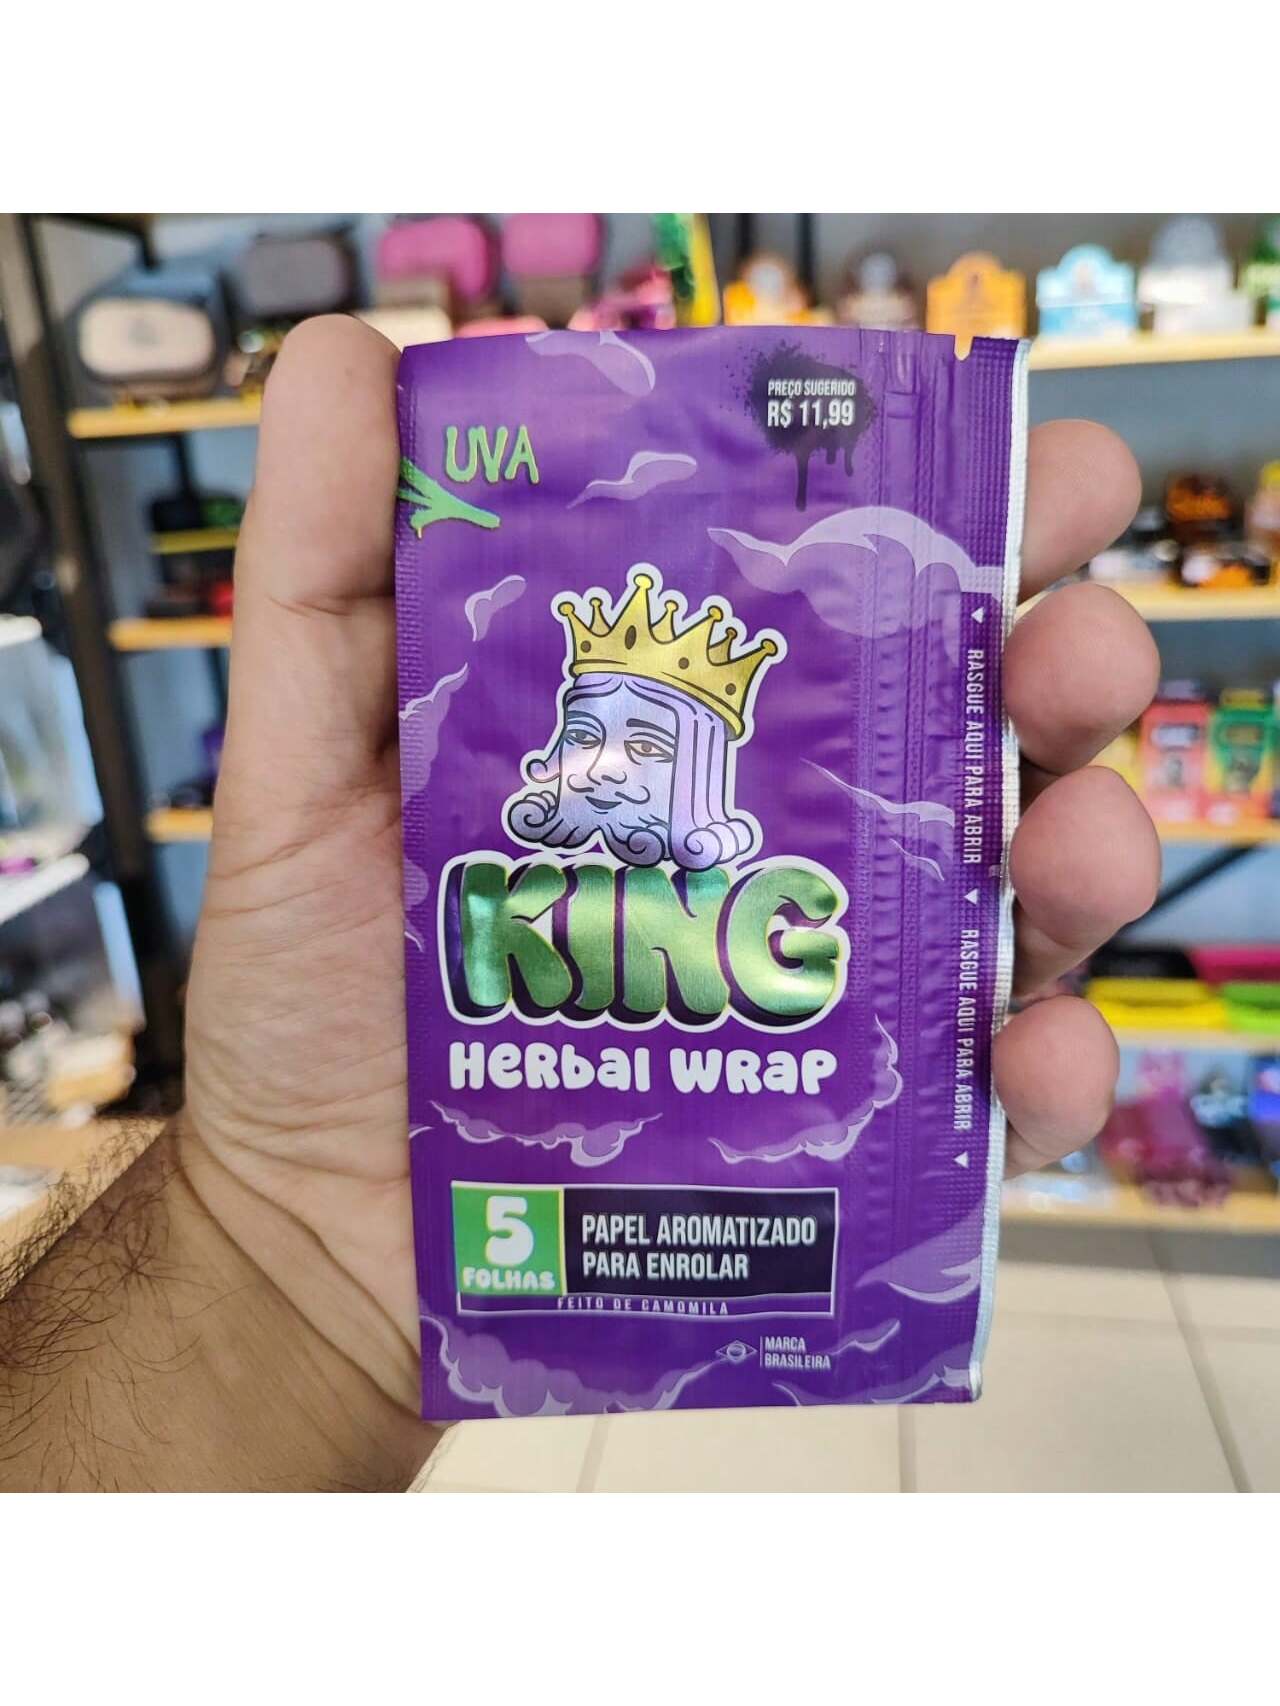 PREÇO SUGERIDO
R$ 11,99
UVA
KING
HERBAL WRAP
5
FOLHAS
PAPEL AROMATIZADO
PARA ENROLAR
FEITO DE CAMOMILA
MARCA
BRASILEIRA
RASGUE AQUI PARA ABRIR
RASGUE AQUI PARA ABRIR